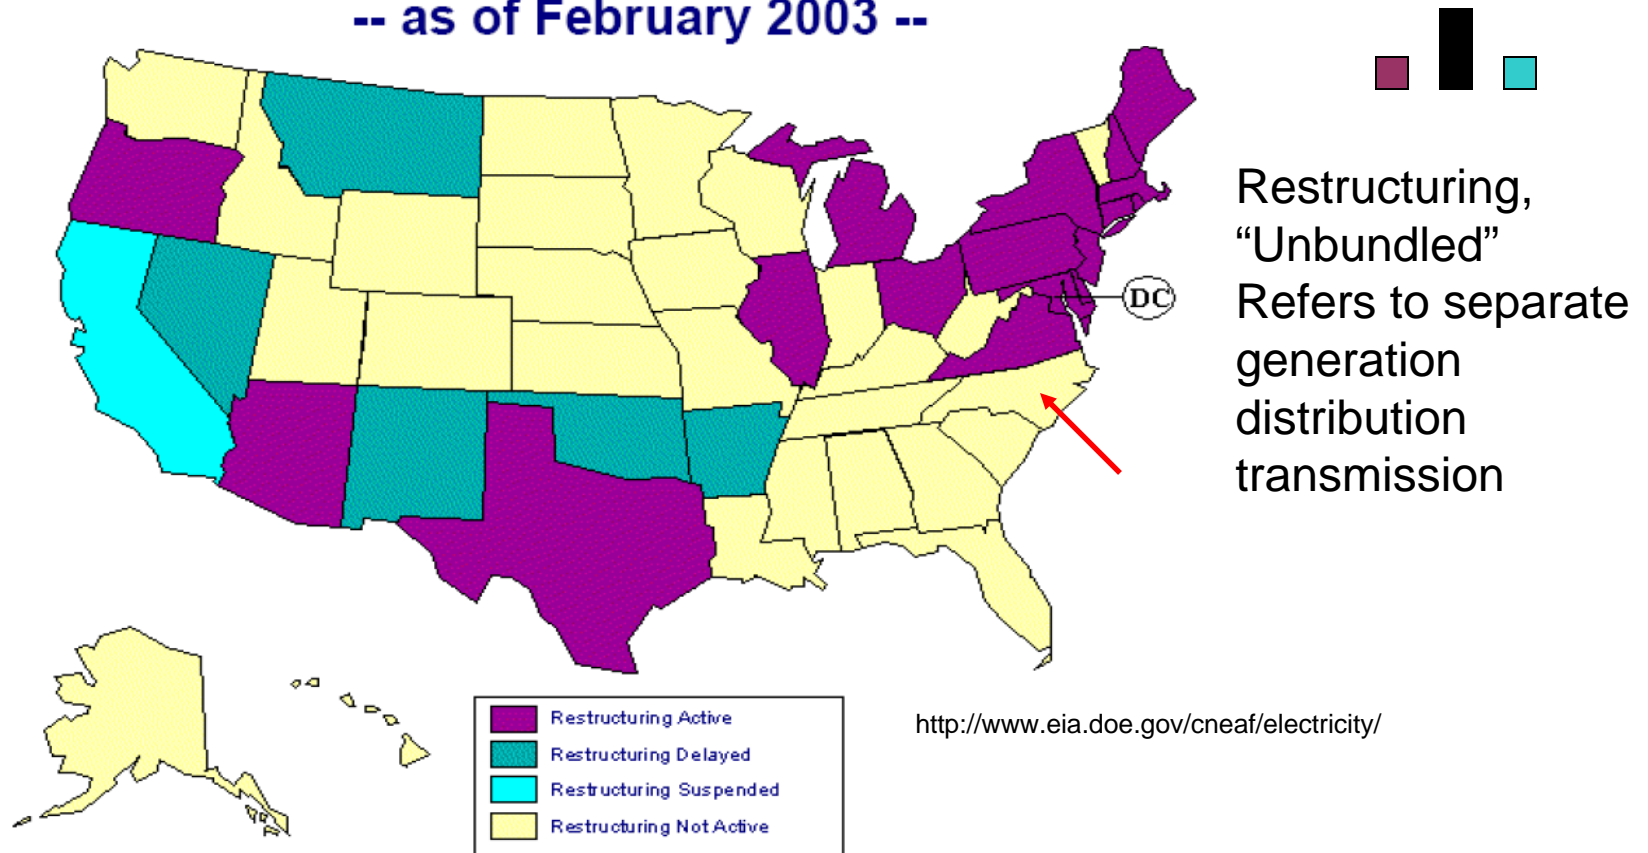 -- as of February 2003 --
DC
Restructuring,
“Unbundled”
Refers to separate
generation
distribution
transmission
Restructuring Active
Restructuring Delayed
Restructuring Suspended
Restructuring Not Active
http://www.eia.doe.gov/cneaf/electricity/